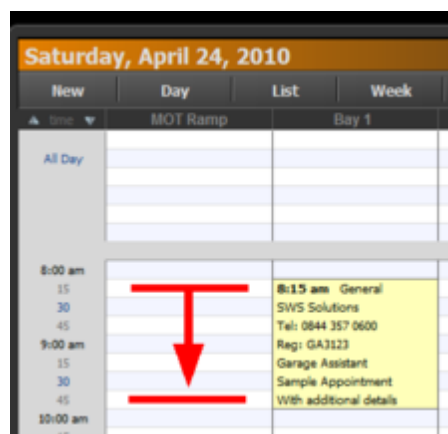 Saturday, April 24, 2010
New Day List Week
time MOT Ramp Bay 1
All Day
8:00 am
15 8:15 am General
30 SWS Solutions
45 Tel: 0844 357 0600
9:00 am Reg: GA3123
15 Garage Assistant
30 Sample Appointment
45 With additional details
10:00 am